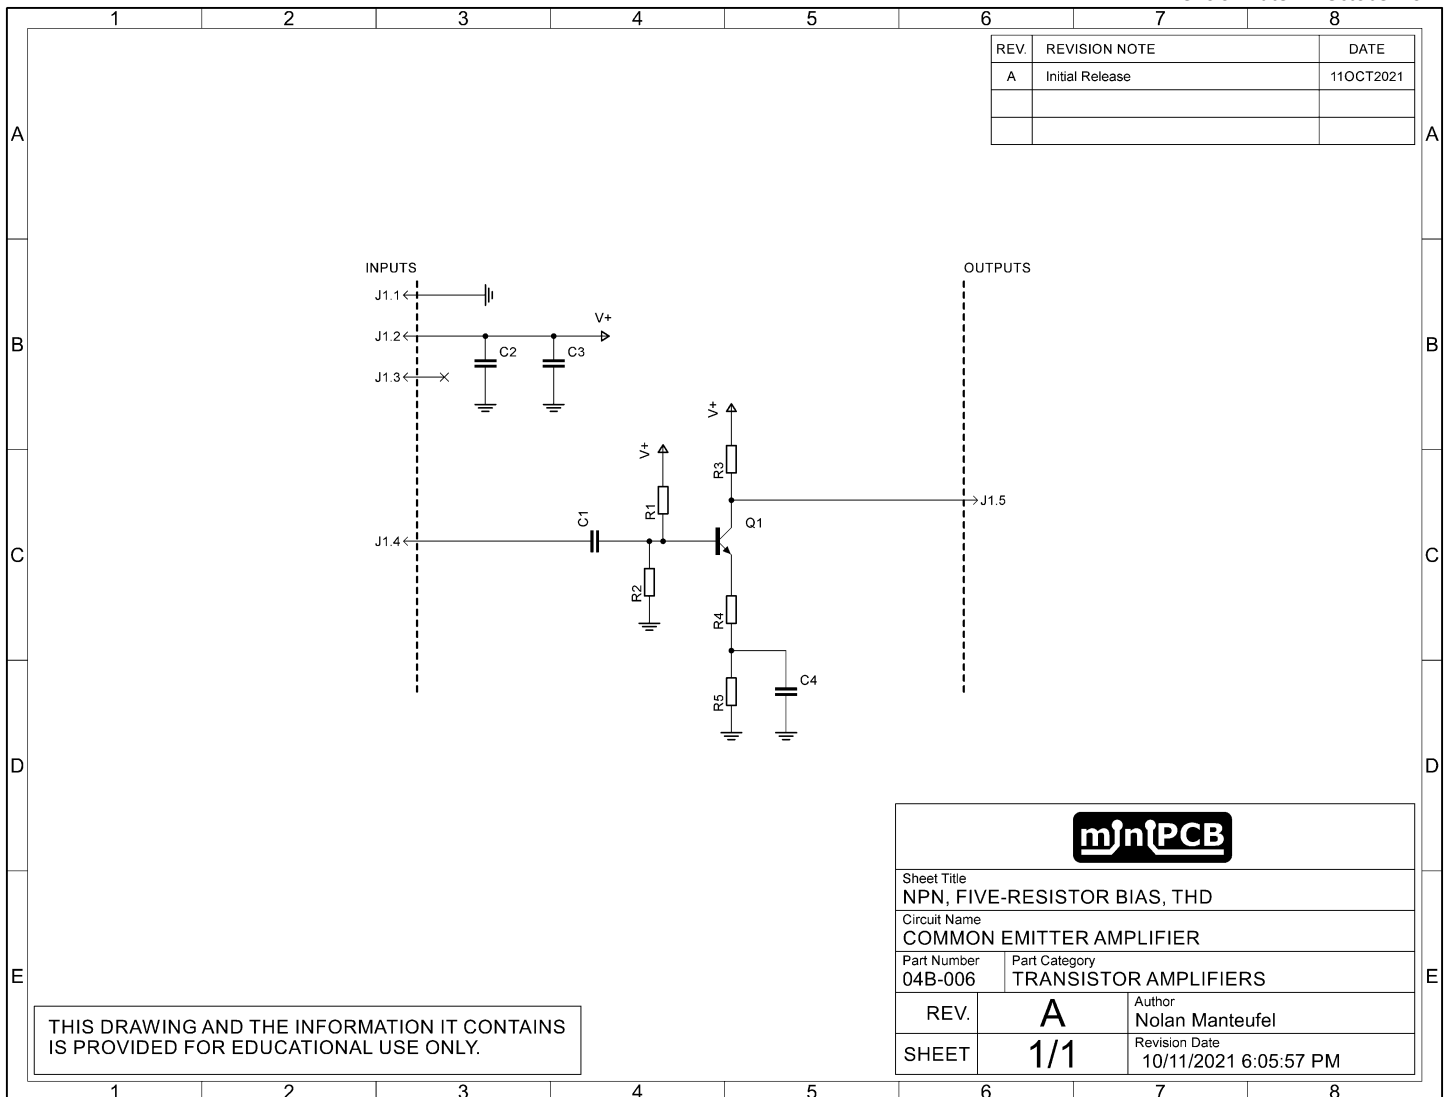 1 2 3 4 5 6 7 8
REV. REVISION NOTE DATE
A Initial Release 11OCT2021
A A
INPUTS OUTPUTS
J1.1
V+
J1.2
B B
C2 C3
J1.3
V+
V+
R3
R1
J1.5
C1
Q1
J1.4
C C
R2
R4
C4
R5
D D
miniPCB
Sheet Title
NPN, FIVE-RESISTOR BIAS, THD
Circuit Name
COMMON EMITTER AMPLIFIER
Part Number Part Category
04B-006 TRANSISTOR AMPLIFIERS
E E
REV. A Author
Nolan Manteufel
SHEET 1/1 Revision Date
10/11/2021 6:05:57 PM
THIS DRAWING AND THE INFORMATION IT CONTAINS
IS PROVIDED FOR EDUCATIONAL USE ONLY.
1 2 3 4 5 6 7 8